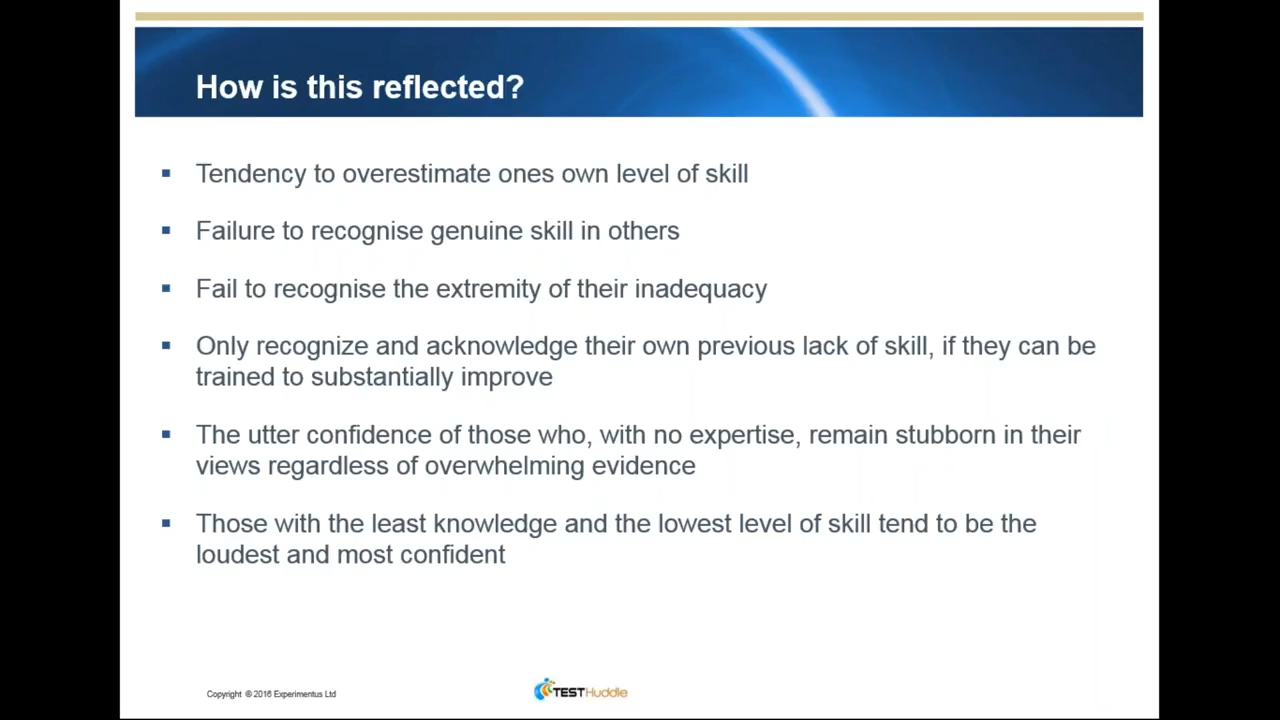 How is this reflected?
Tendency to overestimate ones own level of skill
Failure to recognise genuine skill in others
Fail to recognise the extremity of their inadequacy
Only recognize and acknowledge their own previous lack of skill, if they can be
trained to substantially improve
The utter confidence of those who, with no expertise, remain stubborn in their
views regardless of overwhelming evidence
Those with the least knowledge and the lowest level of skill tend to be the
loudest and most confident
Copyright ® 2016 Experimentus Ltd
TESTHuddle